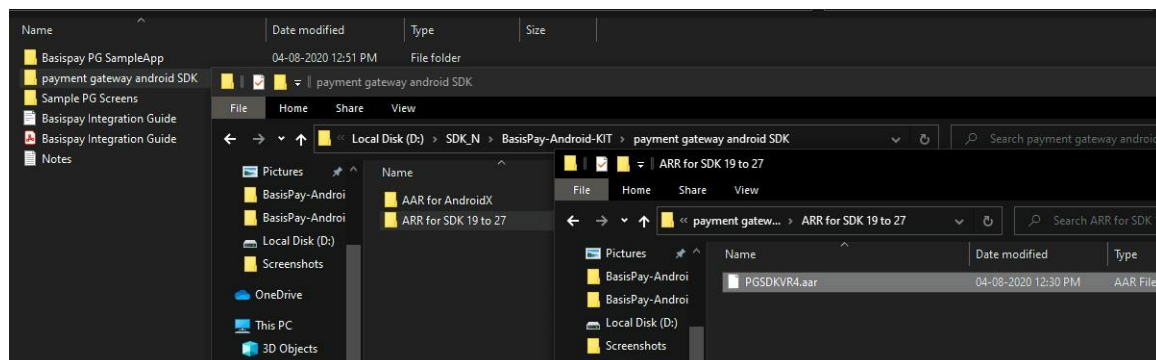 Name Date modified Type Size
Basispay PG SampleApp 04-08-2020 12:51 PM File folder
payment gateway android SDK
Sample PG Screens
Basispay Integration Guide
Basispay Integration Guide
Notes
payment gateway android SDK
File Home Share View
« Local Disk (D:) › SDK_N › BasisPay-Android-KIT › payment gateway android SDK Search payment gateway android
Pictures
BasisPay-Androi
BasisPay-Androi
Local Disk (D:)
Screenshots
OneDrive
This PC
3D Objects
Name
AAR for AndroidX
ARR for SDK 19 to 27
ARR for SDK 19 to 27
File Home Share View
« payment gatew... › ARR for SDK 19 to 27 Search ARR for SDK
Pictures
BasisPay-Androi
BasisPay-Androi
Local Disk (D:)
Screenshots
Name Date modified Type
PGSDKVR4.aar 04-08-2020 12:30 PM AAR File